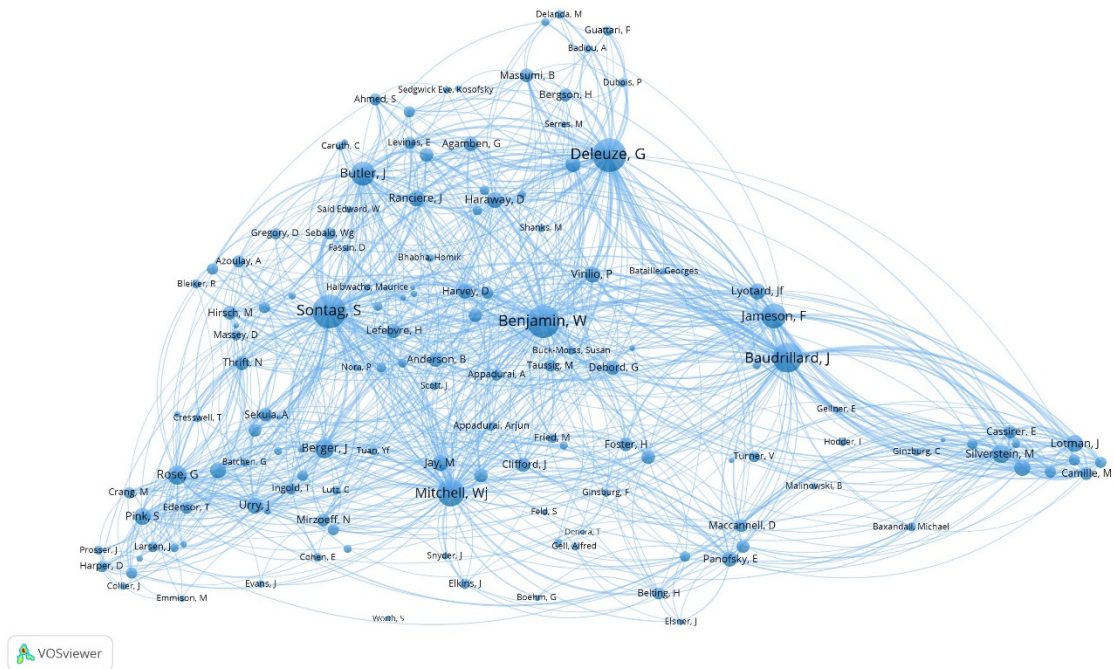 Delanda, M
Guattari, F
Badiou, A
Massumi, B
Dubois, P
Sedgwick Eve, Kosofsky
Bergson, H
Ahmed, S
Serres, M
Caruth, C
Levinas, E
Agamben, G
Deleuze, G
Butler, J
Ranciere, J
Haraway, D
Said Edward, W
Shanks, M
Gregory, D
Sebald, Wg
Fassin, D
Azoulay, A
Bhabha, Homik
Virilio, P
Bataille, Georges
Bleiker, R
Halbwachs, Maurice
Harvey, D
Lyotard, Jf
Hirsch, M
Sontag, S
Benjamin, W
Jameson, F
Massey, D
Lefebvre, H
Buck-Morss, Susan
Baudrillard, J
Thrift, N
Nora, P
Anderson, B
Taussig, M
Debord, G
Appadurai, A
Scott, J
Cresswell, T
Sekula, A
Gellner, E
Appadurai, Arjun
Cassirer, E
Fried, M
Foster, H
Hodder, I
Lotman, J
Berger, J
Tuan, Yf
Ginzburg, C
Silverstein, M
Batchen, G
Jay, M
Clifford, J
Turner, V
Rose, G
Camille, M
Crang, M
Ingold, T
Lutz, C
Mitchell, Wj
Ginsburg, F
Malinowski, B
Edensor, T
Urry, J
Pink, S
Mirzoeff, N
Feld, S
Maccannell, D
Baxandall, Michael
Denora, T
Prosser, J
Larsen, J
Gell, Alfred
Cohen, E
Snyder, J
Panofsky, E
Harper, D
Collier, J
Evans, J
Elkins, J
Emmison, M
Boehm, G
Belting, H
Worth, S
Elsner, J
VOSviewer